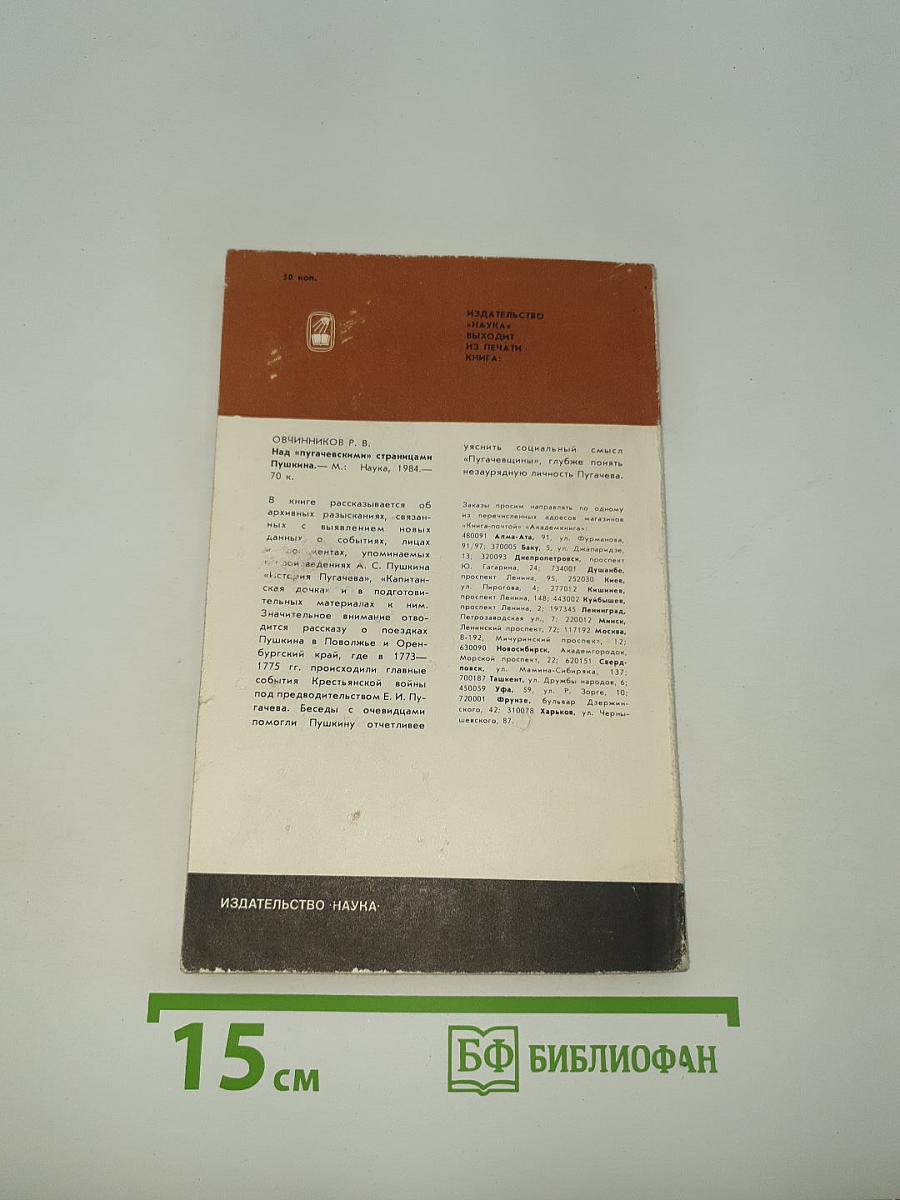 50 коп.
ИЗДАТЕЛЬСТВО
«НАУКА»
ВЫХОДИТ
ИЗ ПЕЧАТИ
КНИГА:
ОВЧИННИКОВ Р. В.
Над «пугачевскими» страницами
Пушкина.— М.: Наука, 1984.—
70 к.
В книге рассказывается об
архивных разысканиях, связан-
ных с выявлением новых
данных о событиях, лицах
и документах, упоминаемых
в произведениях А. С. Пушкина
«История Пугачева», «Капитан-
ская дочка» и в подготови-
тельных материалах к ним.
Значительное внимание отво-
дится рассказу о поездках
Пушкина в Поволжье и Орен-
бургский край, где в 1773—
1775 гг. происходили главные
события Крестьянской войны
под предводительством Е. И. Пу-
гачева. Беседы с очевидцами
помогли Пушкину отчетливее
уяснить социальный смысл
«Пугачевщины», глубже понять
незаурядную личность Пугачева.
Заказы просим направлять по одному
из перечисленных адресов магазинов
«Книга-почтой» «Академкнига»:
480091 Алма-Ата, 91, ул. Фурманова,
91/97; 370005 Баку, 5, ул. Джапаридзе,
13; 320093 Днепропетровск, проспект
Ю. Гагарина, 24; 734001 Душанбе,
проспект Ленина, 95, 252030 Киев,
ул. Пирогова, 4; 277012 Кишинев,
проспект Ленина, 148; 443002 Куйбышев,
проспект Ленина, 2; 197345 Ленинград,
Петрозаводская ул., 7; 220012 Минск,
Ленинский проспект, 72; 117192 Москва,
В-192, Мичуринский проспект, 12;
630090 Новосибирск, Академгородок,
Морской проспект, 22; 620151 Сверд-
ловск, ул. Мамина-Сибиряка, 137;
700187 Ташкент, ул. Дружбы народов, 6;
450059 Уфа, 59, ул. Р. Зорге, 10;
720001 Фрунзе, бульвар Дзержин-
ского, 42; 310078 Харьков, ул. Черны-
шевского, 87.
ИЗДАТЕЛЬСТВО ·НАУКА·
15 см
БФ БИБЛИОФАН